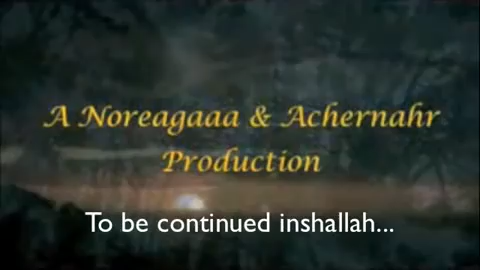 A Noreagaaa & Achernahr
Production
To be continued inshallah...